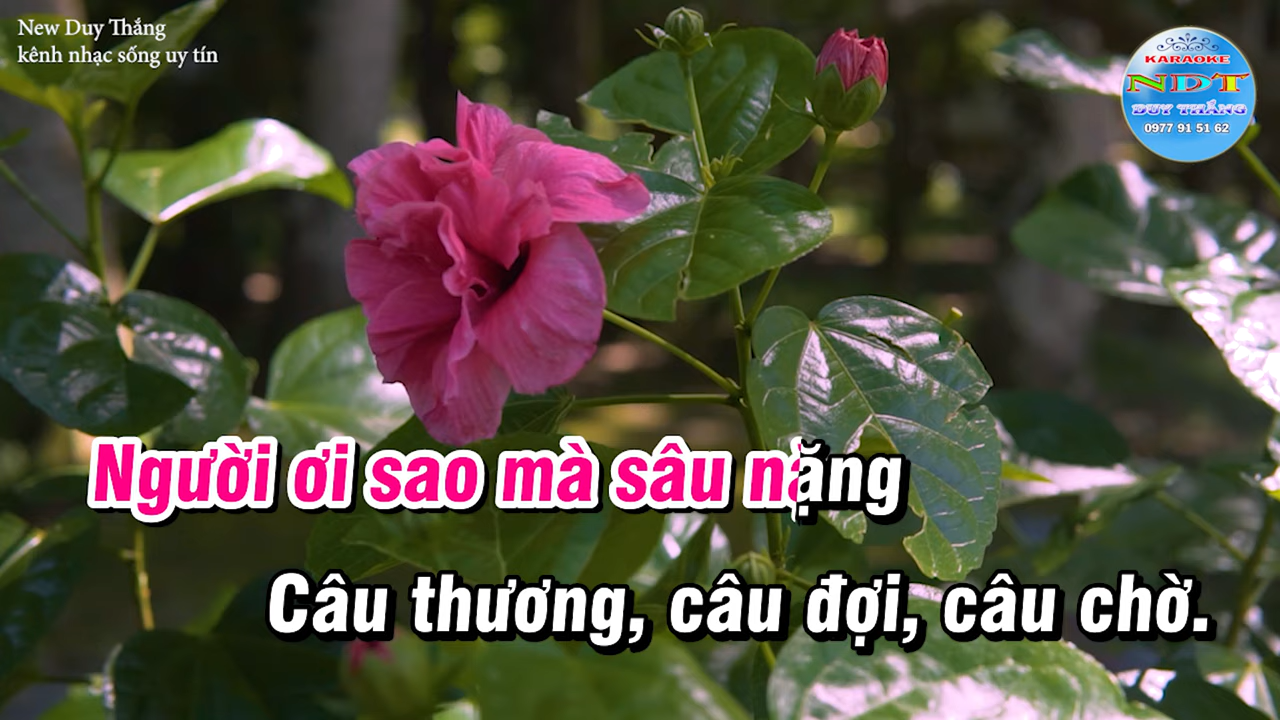 New Duy Thắng
kênh nhạc sống uy tín
KARAOKE
NDT
DUY THẮNG
0977 91 51 62
Người ơi sao mà sâu nặng
Câu thương, câu đợi, câu chờ.